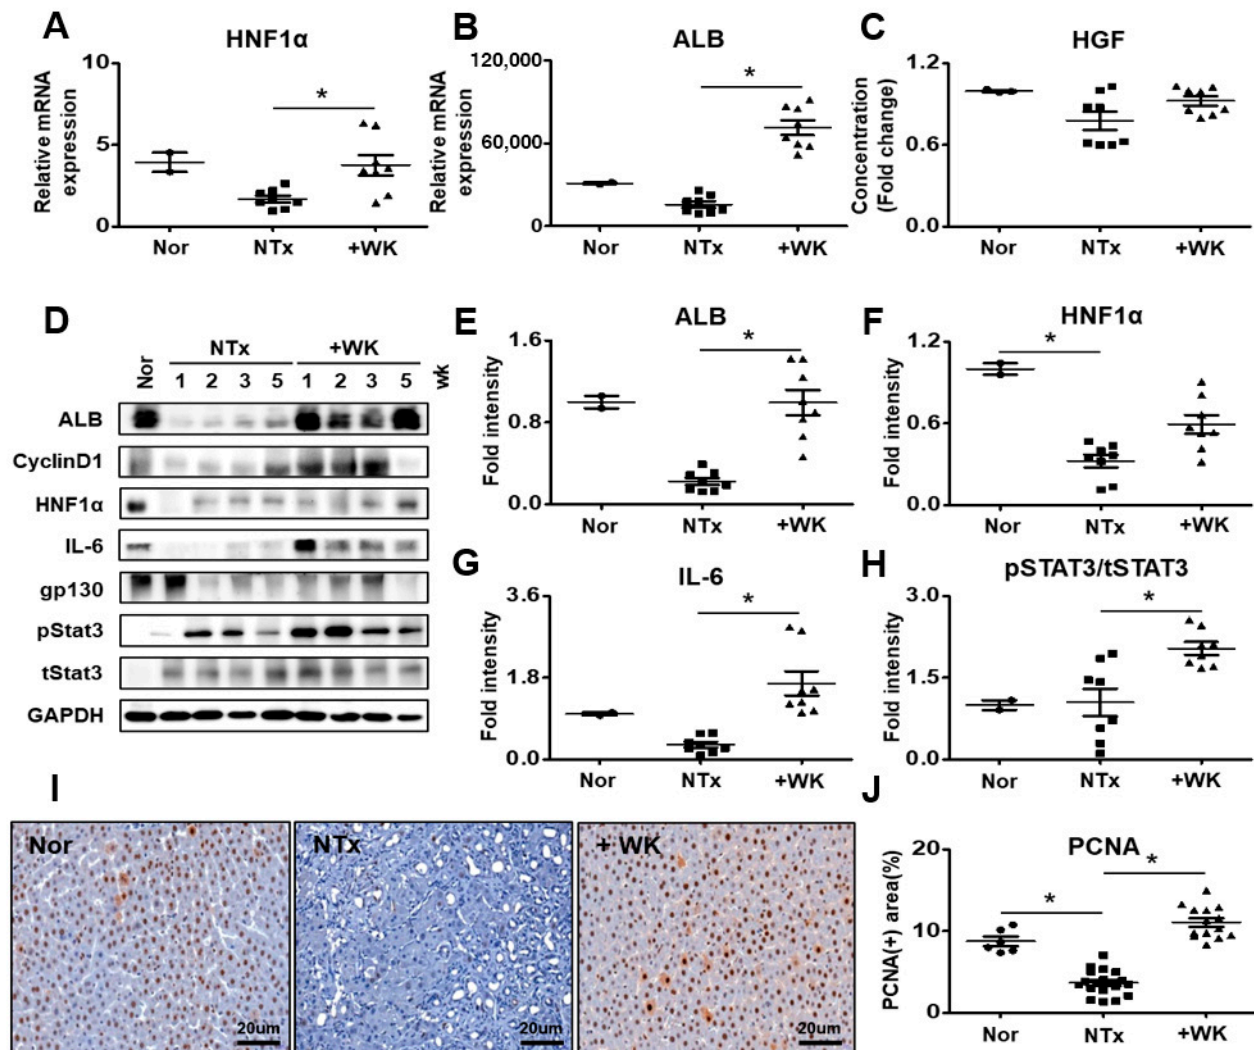 A
HNF1α
Relative mRNA
expression
10
5
0
*
Nor NTx +WK
B
ALB
Relative mRNA
expression
120,000
60,000
0
*
Nor NTx +WK
C
HGF
Concentration
(Fold change)
1.2
0.6
0.0
Nor NTx +WK
D
Nor NTx +WK
1 2 3 5 1 2 3 5 wk
ALB
CyclinD1
HNF1α
IL-6
gp130
pStat3
tStat3
GAPDH
E
ALB
Fold intensity
1.6
0.8
0.0
*
Nor NTx +WK
F
HNF1α
Fold intensity
1.2
0.6
0.0
*
Nor NTx +WK
G
IL-6
Fold intensity
3.6
1.8
0.0
*
Nor NTx +WK
H
pSTAT3/tSTAT3
Fold intensity
3.0
1.5
0.0
*
Nor NTx +WK
I
Nor
20um
NTx
20um
+ WK
20um
J
PCNA
PCNA(+) area(%)
20
10
0
*
*
Nor NTx +WK